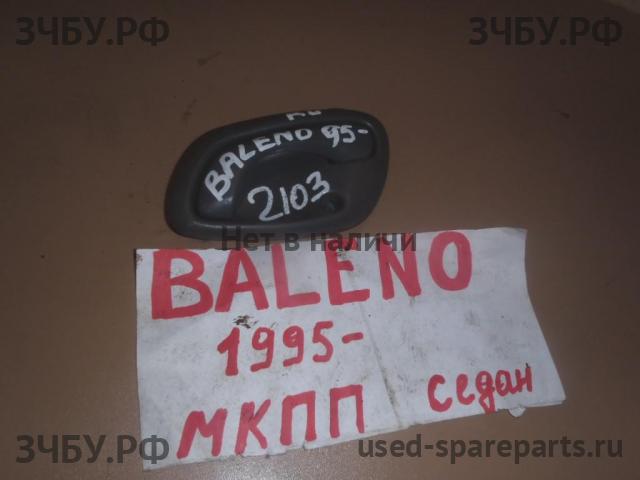 ЗЧБУ.РФ ЗЧБУ.РФ
BALENO 95-
2103
Нет в наличи
BALENO
1995-
МКПП седан
ЗЧБУ.РФ used-spareparts.ru